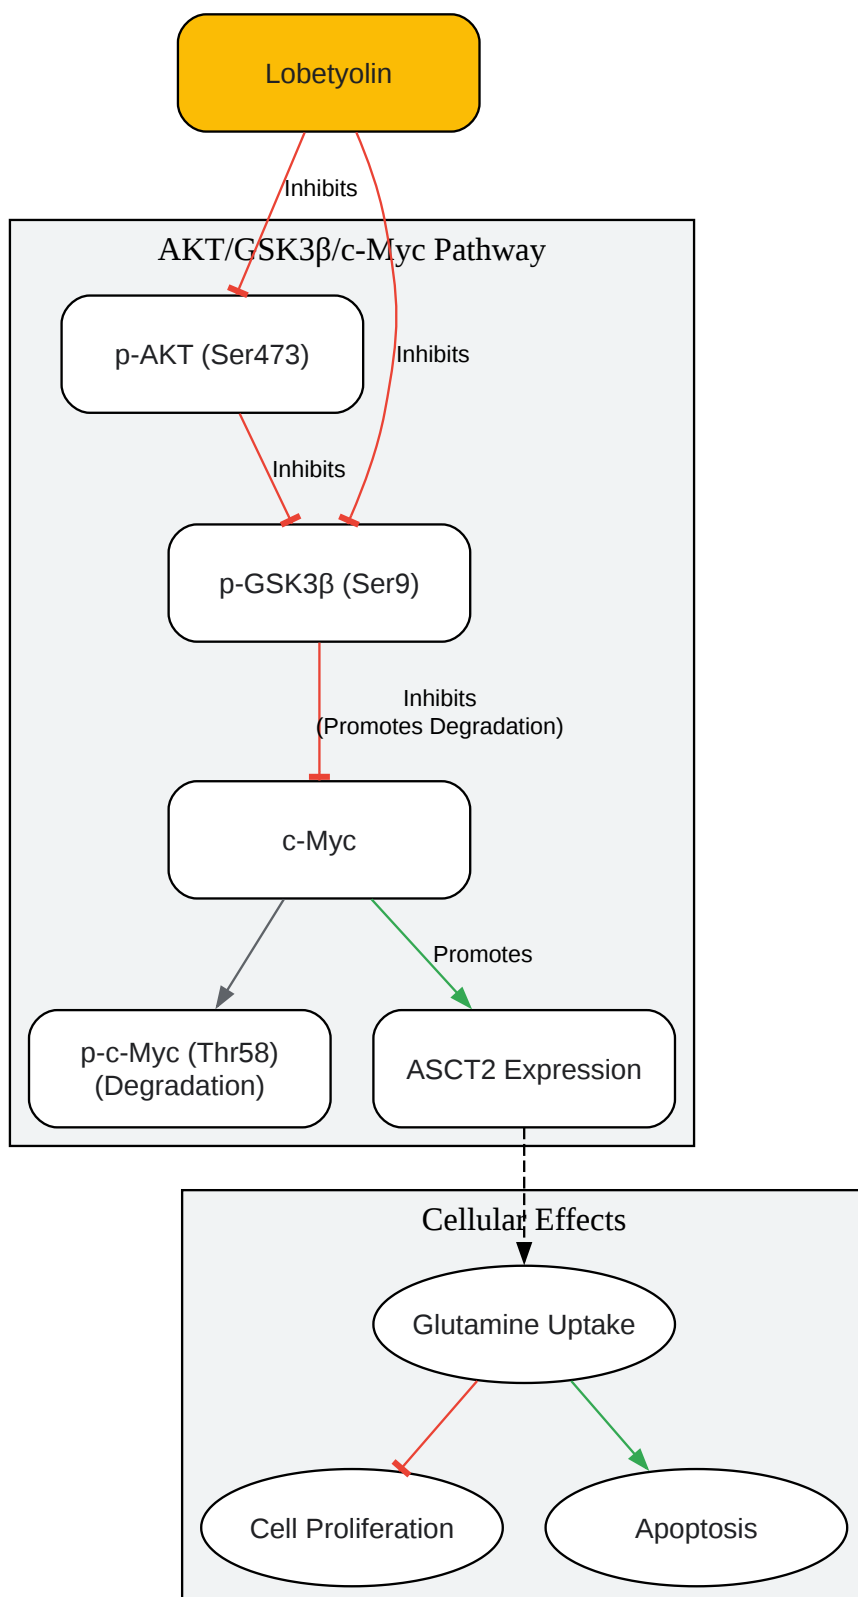 Lobetyolin
Inhibits
AKT/GSK3β/c-Myc Pathway
p-AKT (Ser473)
Inhibits
Inhibits
p-GSK3β (Ser9)
Inhibits
(Promotes Degradation)
c-Myc
Promotes
p-c-Myc (Thr58)
(Degradation)
ASCT2 Expression
Cellular Effects
Glutamine Uptake
Cell Proliferation
Apoptosis